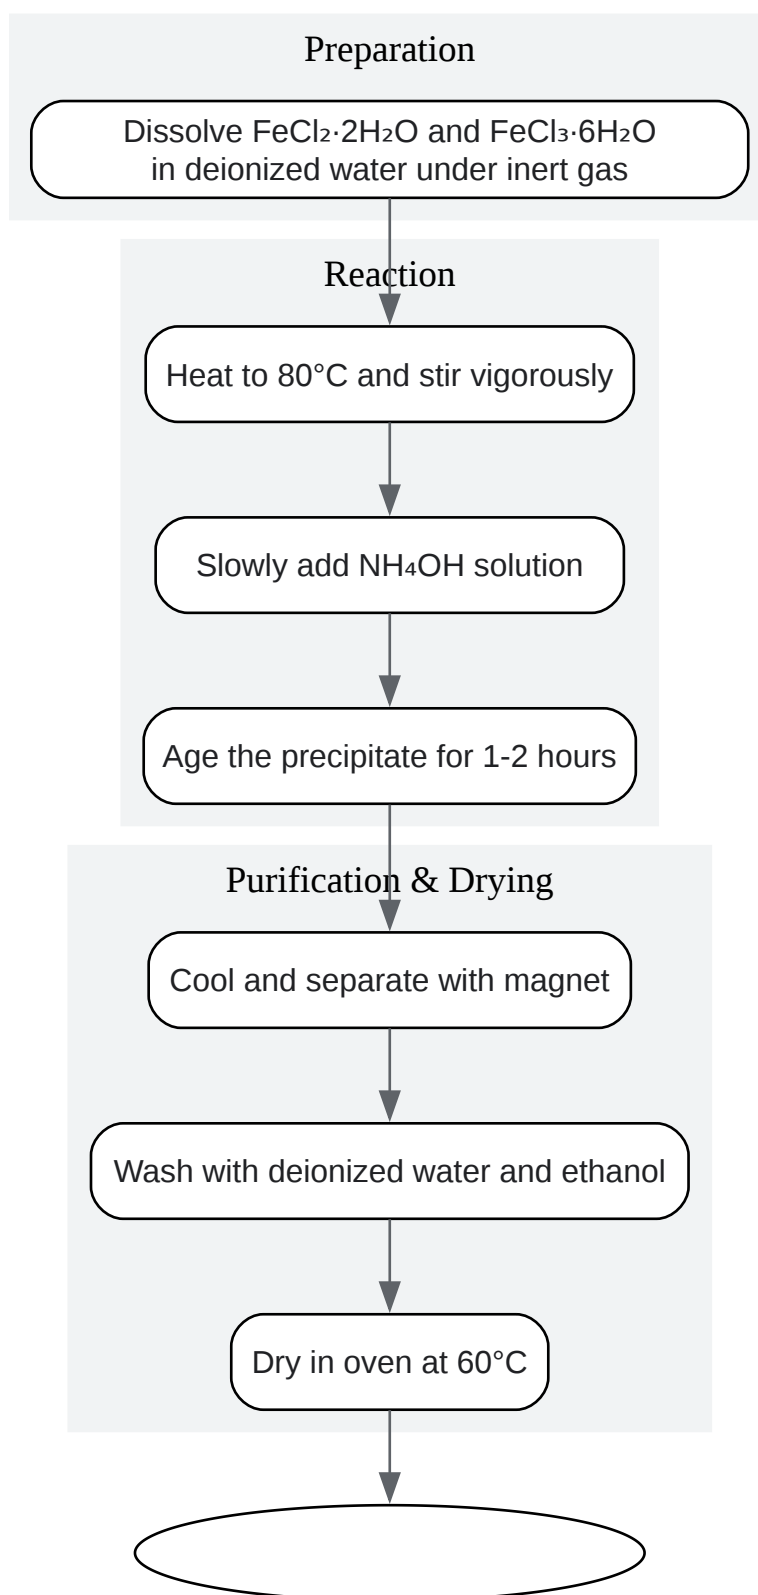 Preparation
Dissolve FeCl₂·2H₂O and FeCl₃·6H₂O
in deionized water under inert gas
Reaction
Heat to 80°C and stir vigorously
Slowly add NH₄OH solution
Age the precipitate for 1-2 hours
Purification & Drying
Cool and separate with magnet
Wash with deionized water and ethanol
Dry in oven at 60°C